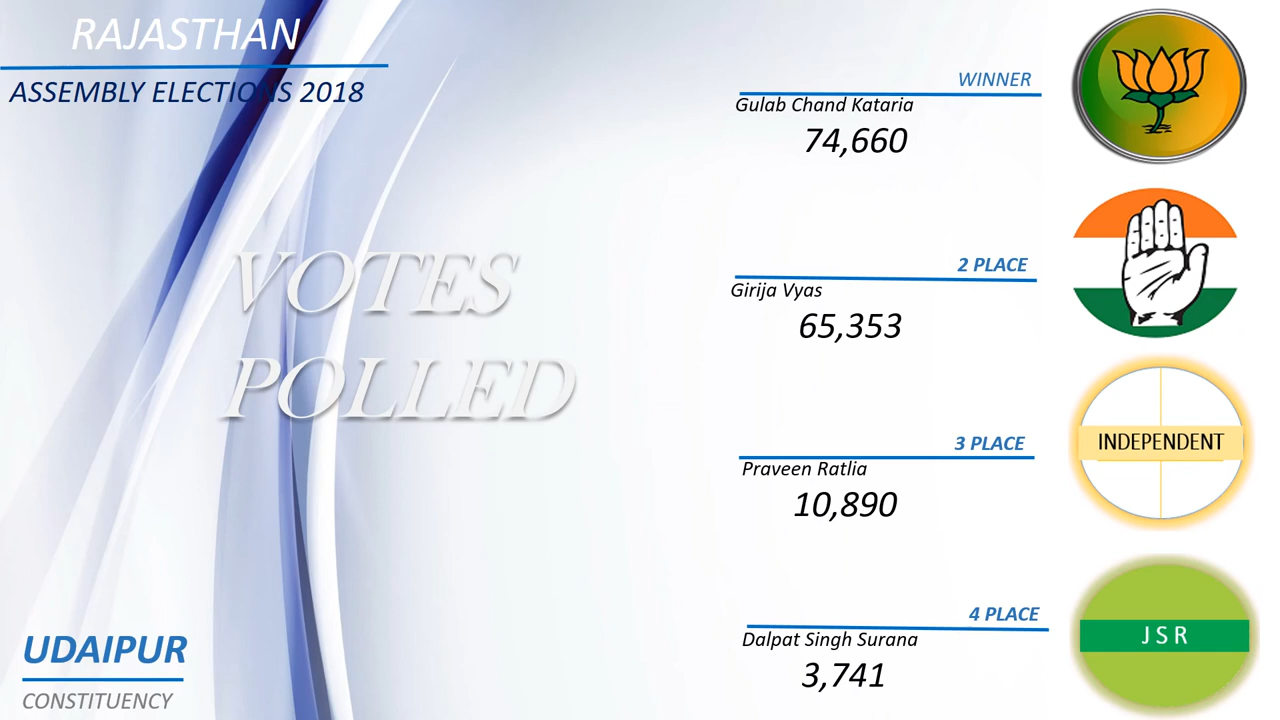 RAJASTHAN
ASSEMBLY ELECTIONS 2018
VOTES
POLLED
WINNER
Gulab Chand Kataria
74,660
2 PLACE
Girija Vyas
65,353
3 PLACE
Praveen Ratlia
10,890
INDEPENDENT
4 PLACE
Dalpat Singh Surana
3,741
JSR
UDAIPUR
CONSTITUENCY